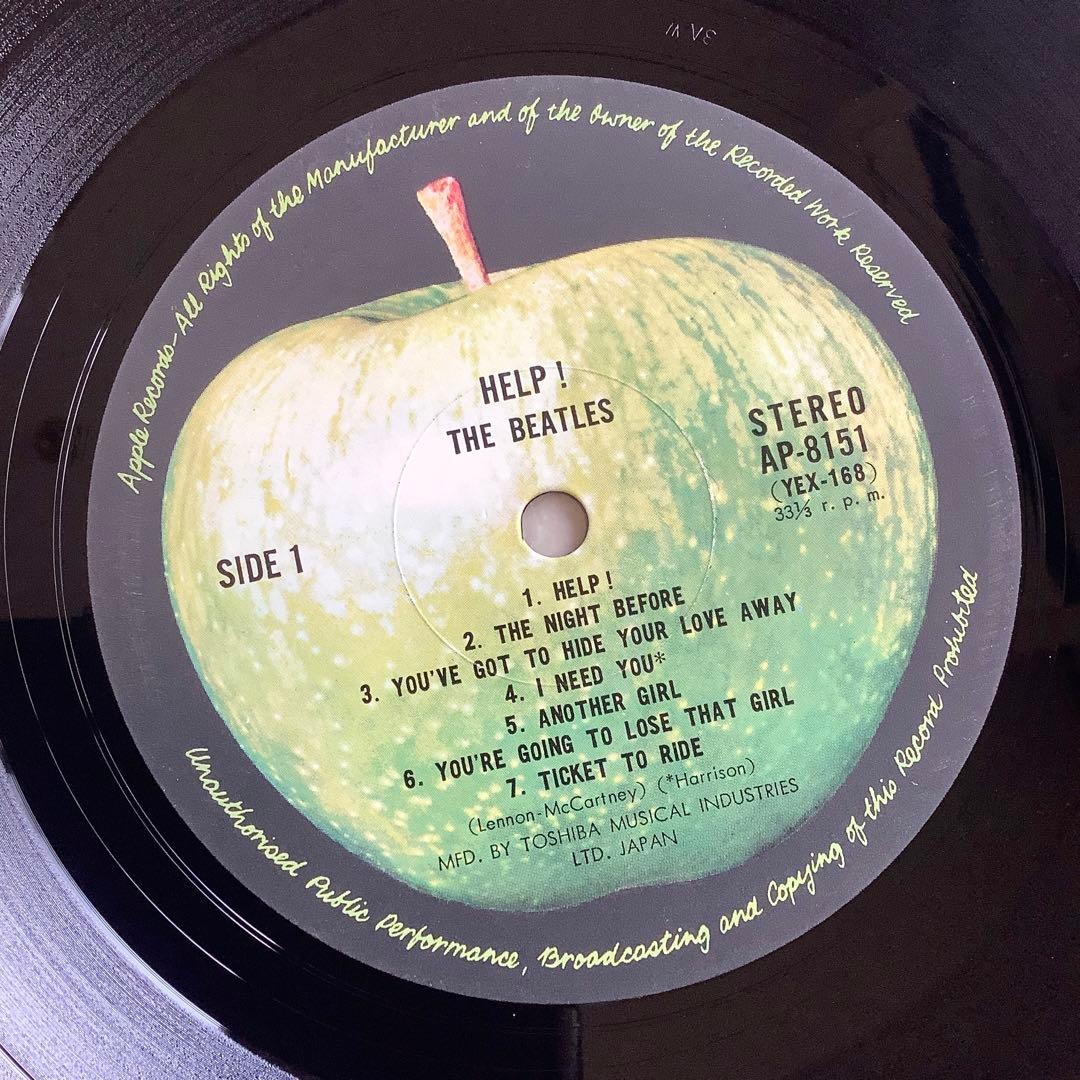 Apple Records–All Rights of the Manufacturer and of the Owner of the Recorded Work Reserved
HELP !
THE BEATLES
STEREO
AP-8151
(YEX-168)
33⅓ r. p. m.
SIDE 1
1. HELP !
2. THE NIGHT BEFORE
3. YOU'VE GOT TO HIDE YOUR LOVE AWAY
4. I NEED YOU*
5. ANOTHER GIRL
6. YOU'RE GOING TO LOSE THAT GIRL
7. TICKET TO RIDE
(Lennon-McCartney) (*Harrison)
MFD. BY TOSHIBA MUSICAL INDUSTRIES
LTD. JAPAN
Unauthorised Public Performance, Broadcasting and Copying of this Record Prohibited